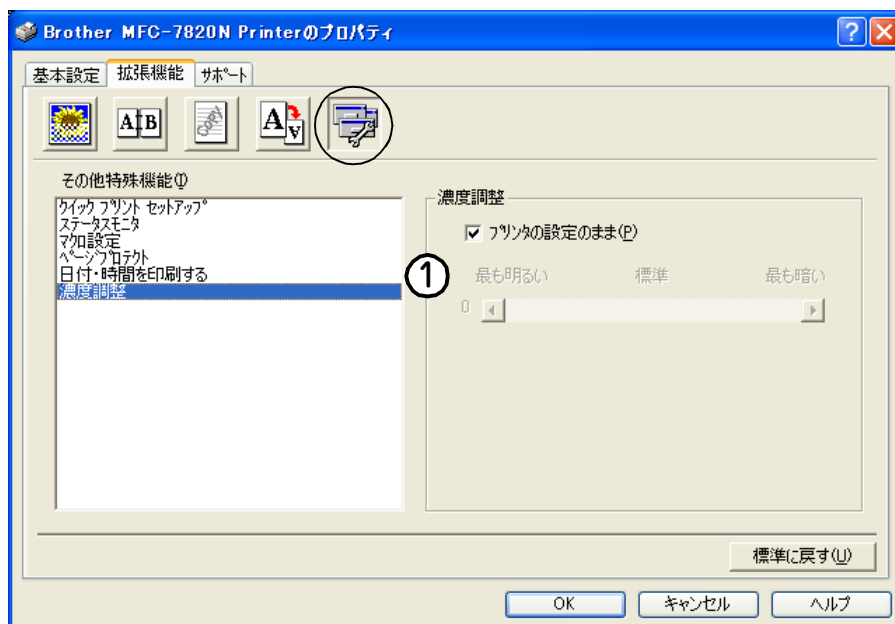 Brother MFC-7820N Printerのプロパティ
基本設定 拡張機能 サポート
A B
Copy
A A
その他特殊機能(I)
クイック プリント セットアップ
ステータスモニタ
マクロ設定
ページプロテクト
日付・時間を印刷する
濃度調整
①
濃度調整
プリンタの設定のまま(P)
最も明るい 標準 最も暗い
0
標準に戻す(U)
OK キャンセル ヘルプ